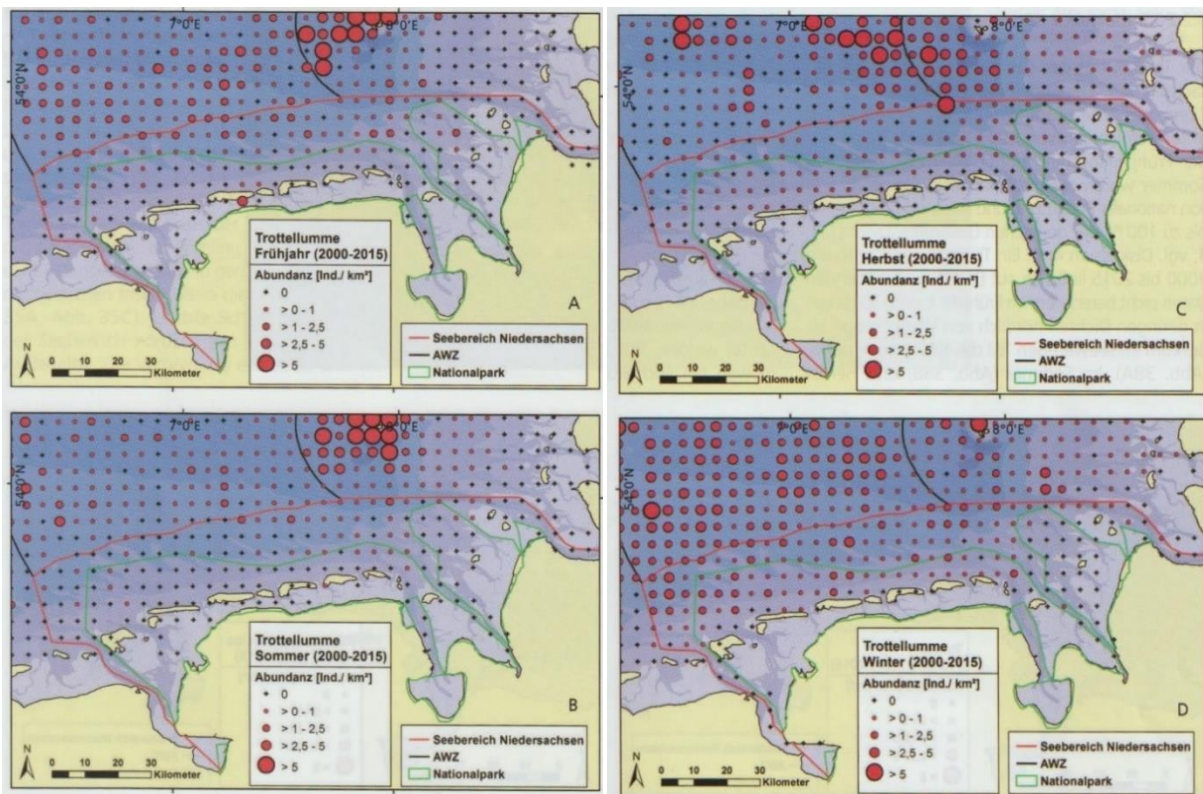 7°0'E
8°0'E
54°0'N
A
Trottellumme
Frühjahr (2000-2015)
Abundanz [Ind./ km²]
0
> 0 - 1
> 1 - 2,5
> 2,5 - 5
> 5
N
0 10 20 30
Kilometer
Seebereich Niedersachsen
AWZ
Nationalpark
7°0'E
8°0'E
54°0'N
C
Trottellumme
Herbst (2000-2015)
Abundanz [Ind./ km²]
0
> 0 - 1
> 1 - 2,5
> 2,5 - 5
> 5
N
0 10 20 30
Kilometer
Seebereich Niedersachsen
AWZ
Nationalpark
7°0'E
8°0'E
54°0'N
B
Trottellumme
Sommer (2000-2015)
Abundanz [Ind./ km²]
0
> 0 - 1
> 1 - 2,5
> 2,5 - 5
> 5
N
0 10 20 30
Kilometer
Seebereich Niedersachsen
AWZ
Nationalpark
7°0'E
8°0'E
54°0'N
D
Trottellumme
Winter (2000-2015)
Abundanz [Ind./ km²]
0
> 0 - 1
> 1 - 2,5
> 2,5 - 5
> 5
N
0 10 20 30
Kilometer
Seebereich Niedersachsen
AWZ
Nationalpark